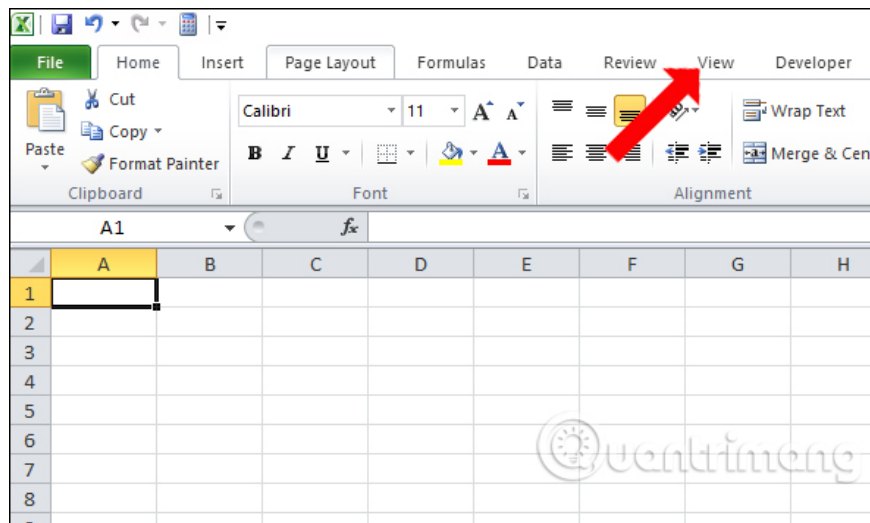 File Home Insert Page Layout Formulas Data Review View Developer
Cut
Copy
Paste
Format Painter
Calibri 11 A A
B I U A
Wrap Text
Merge & Cen
Clipboard Font Alignment
A1 fx
A B C D E F G H
1
2
3
4
5
6
7
8
Quantrimang